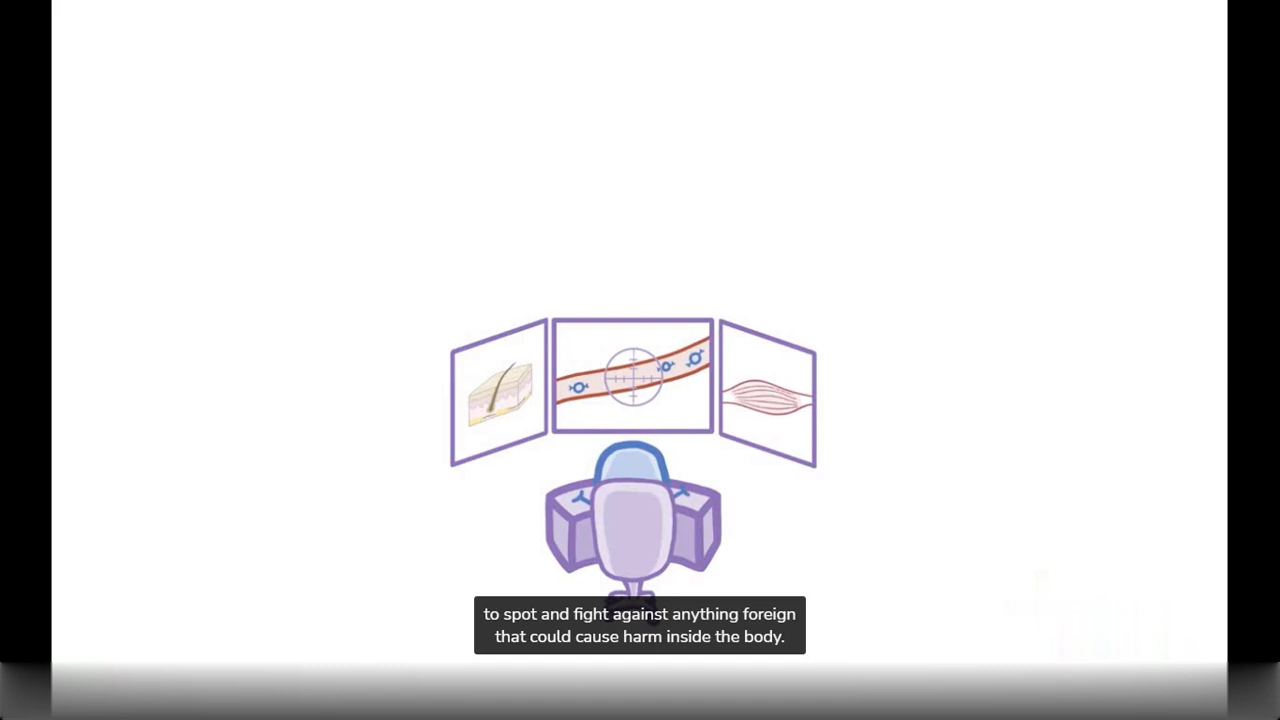 to spot and fight against anything foreign
that could cause harm inside the body.